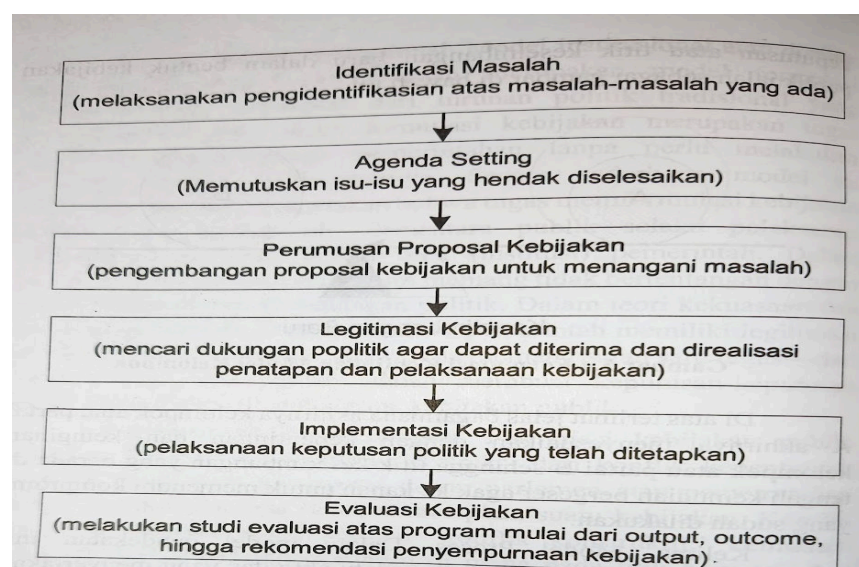 Identifikasi Masalah
(melaksanakan pengidentifikasian atas masalah-masalah yang ada)
Agenda Setting
(Memutuskan isu-isu yang hendak diselesaikan)
Perumusan Proposal Kebijakan
(pengembangan proposal kebijakan untuk menangani masalah)
Legitimasi Kebijakan
(mencari dukungan poplitik agar dapat diterima dan direalisasi
penatapan dan pelaksanaan kebijakan)
Implementasi Kebijakan
(pelaksanaan keputusan politik yang telah ditetapkan)
Evaluasi Kebijakan
(melakukan studi evaluasi atas program mulai dari output, outcome,
hingga rekomendasi penyempurnaan kebijakan).